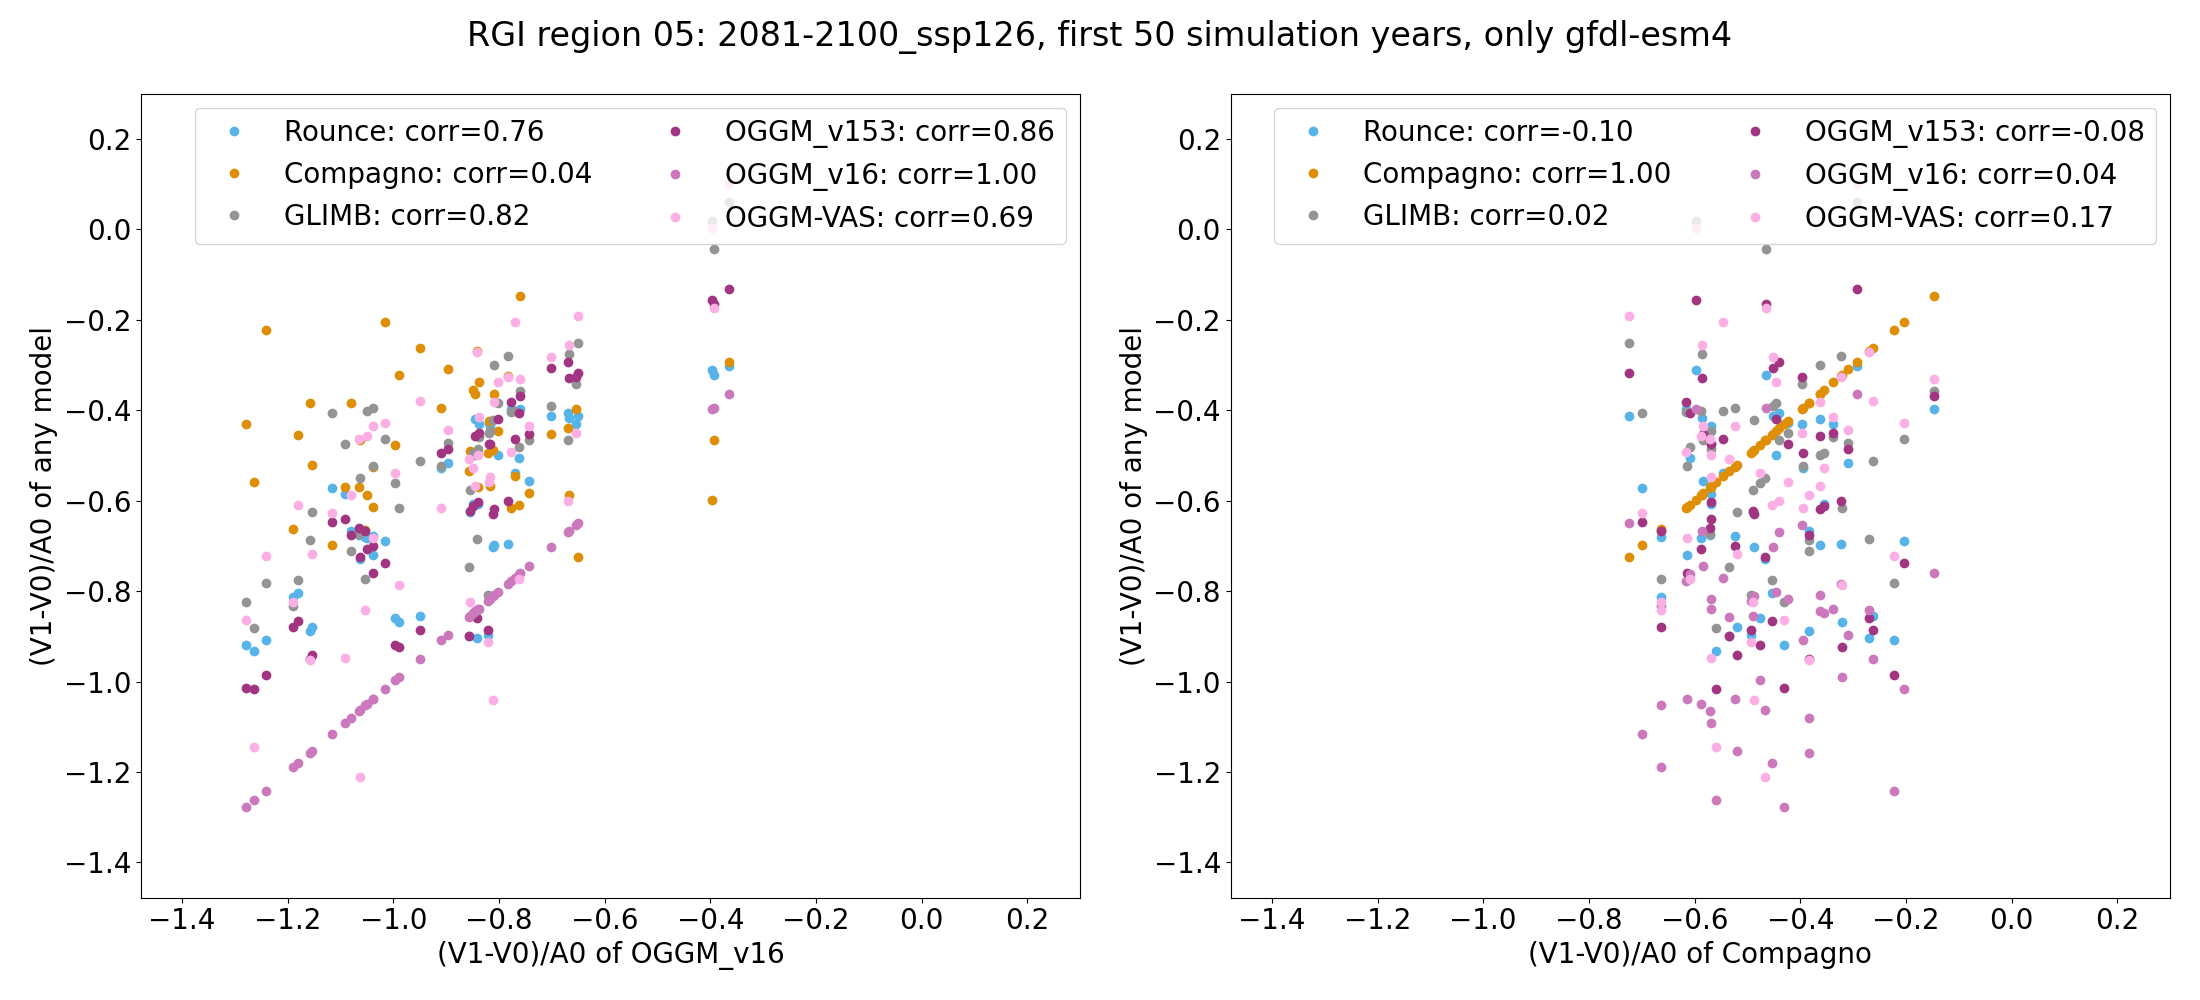 RGI region 05: 2081-2100_ssp126, first 50 simulation years, only gfdl-esm4
Rounce: corr=0.76
Compagno: corr=0.04
GLIMB: corr=0.82
OGGM_v153: corr=0.86
OGGM_v16: corr=1.00
OGGM-VAS: corr=0.69
0.2
0.0
−0.2
−0.4
−0.6
−0.8
−1.0
−1.2
−1.4
(V1-V0)/A0 of any model
−1.4 −1.2 −1.0 −0.8 −0.6 −0.4 −0.2 0.0 0.2
(V1-V0)/A0 of OGGM_v16
Rounce: corr=-0.10
Compagno: corr=1.00
GLIMB: corr=0.02
OGGM_v153: corr=-0.08
OGGM_v16: corr=0.04
OGGM-VAS: corr=0.17
0.2
0.0
−0.2
−0.4
−0.6
−0.8
−1.0
−1.2
−1.4
(V1-V0)/A0 of any model
−1.4 −1.2 −1.0 −0.8 −0.6 −0.4 −0.2 0.0 0.2
(V1-V0)/A0 of Compagno